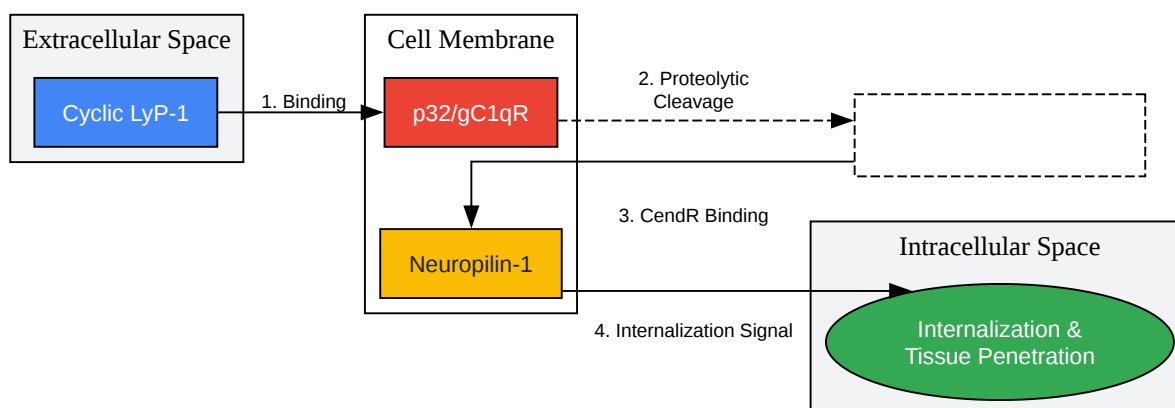 Extracellular Space
Cell Membrane
Cyclic LyP-1
1. Binding
p32/gC1qR
2. Proteolytic
Cleavage
3. CendR Binding
Neuropilin-1
Intracellular Space
4. Internalization Signal
Internalization &
Tissue Penetration